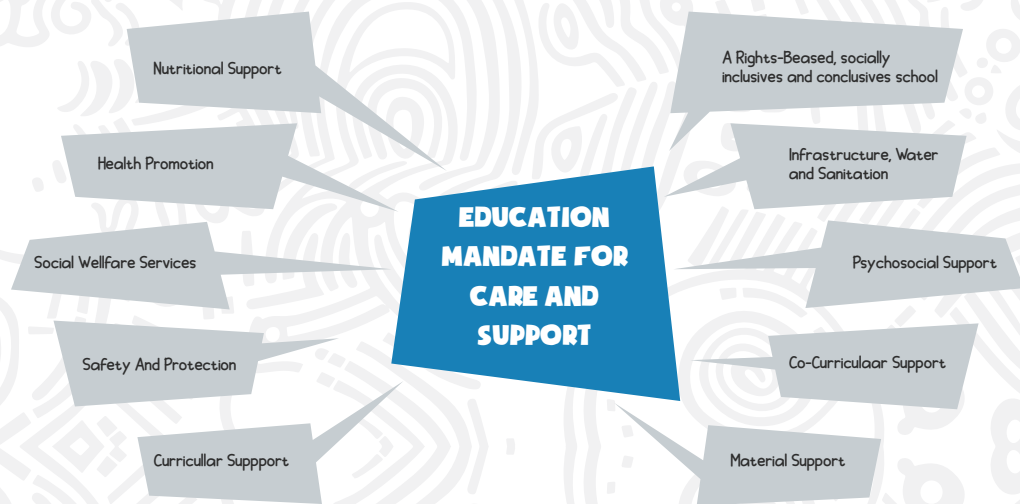 Nutritional Support
Health Promotion
Social Wellfare Services
Safety And Protection
Curricullar Suppport
EDUCATION
MANDATE FOR
CARE AND
SUPPORT
A Rights-Beased, socially
inclusives and conclusives school
Infrastructure, Water
and Sanitation
Psychosocial Support
Co-Curriculaar Support
Material Support